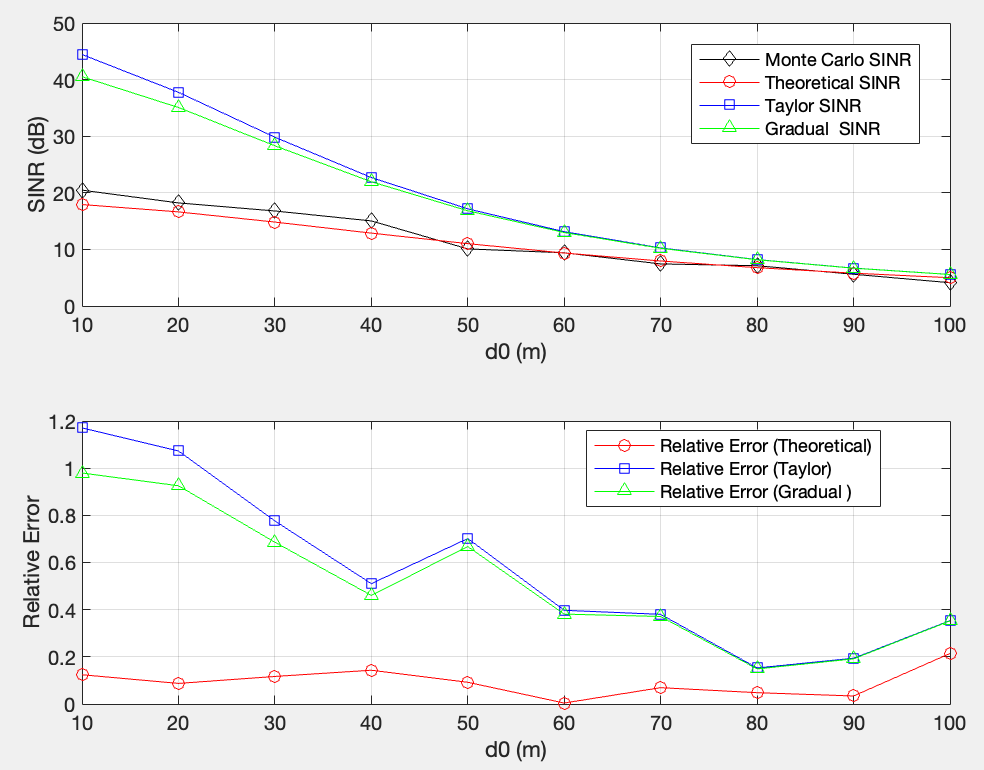 50
40
30
20
10
0
SINR (dB)
Monte Carlo SINR
Theoretical SINR
Taylor SINR
Gradual  SINR
10 20 30 40 50 60 70 80 90 100
d0 (m)
1.2
1
0.8
0.6
0.4
0.2
0
Relative Error
Relative Error (Theoretical)
Relative Error (Taylor)
Relative Error (Gradual )
10 20 30 40 50 60 70 80 90 100
d0 (m)